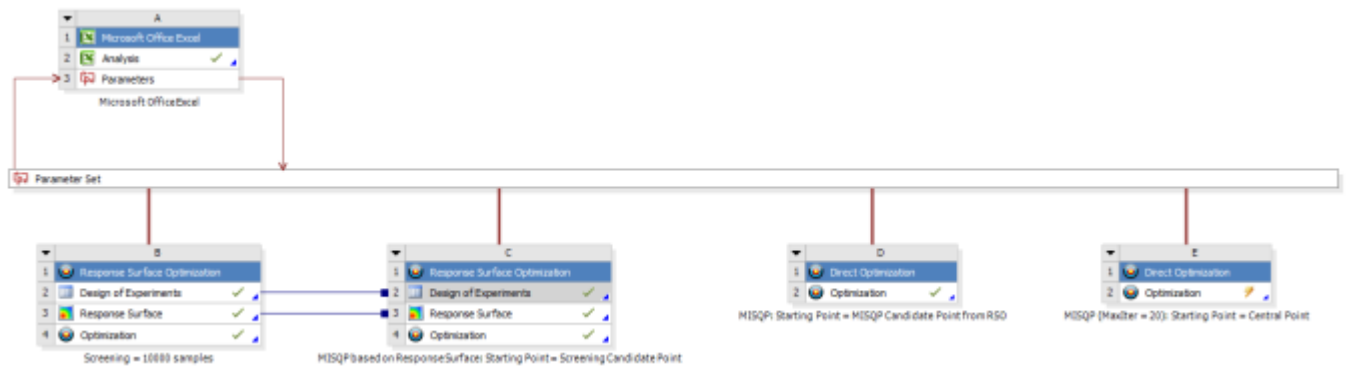 A
1 Microsoft Office Excel
2 Analysis
3 Parameters
Microsoft Office Excel
Parameter Set
B
1 Response Surface Optimization
2 Design of Experiments
3 Response Surface
4 Optimization
Screening = 10000 samples
C
1 Response Surface Optimization
2 Design of Experiments
3 Response Surface
4 Optimization
MISQP based on Response Surface: Starting Point = Screening Candidate Point
D
1 Direct Optimization
2 Optimization
MISQP: Starting Point = MISQP Candidate Point from RSO
E
1 Direct Optimization
2 Optimization
MISQP (MaxIter = 20): Starting Point = Central Point